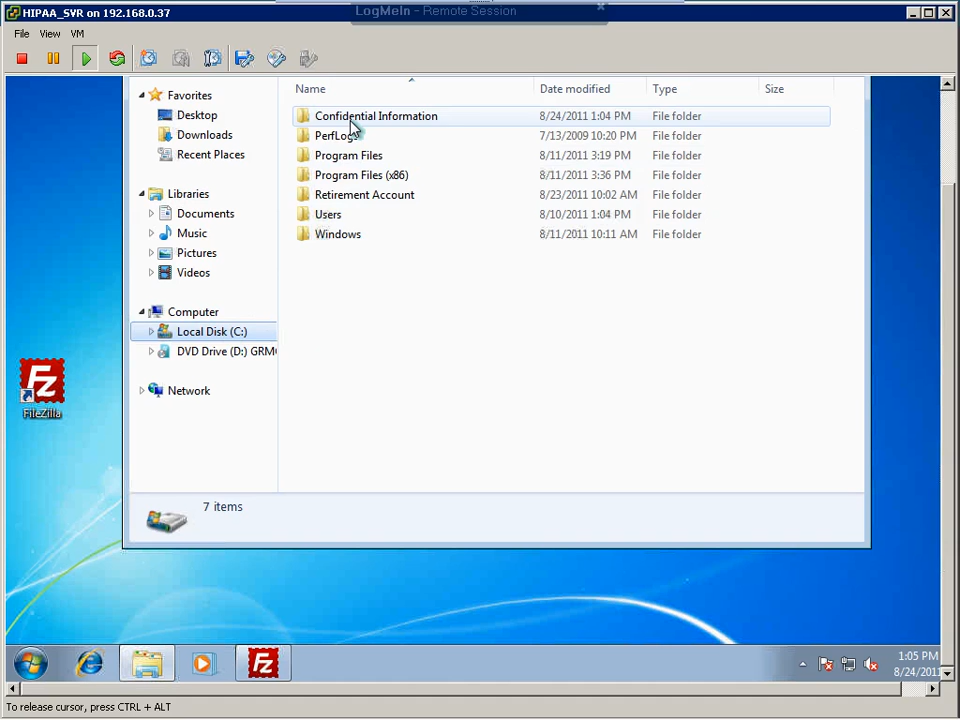 LogMeIn - Remote Session
HIPAA_SVR on 192.168.0.37
File View VM
Name Date modified Type Size
Favorites
Desktop
Downloads
Recent Places
Libraries
Documents
Music
Pictures
Videos
Computer
Local Disk (C:)
DVD Drive (D:) GRM
Network
Confidential Information 8/24/2011 1:04 PM File folder
PerfLogs 7/13/2009 10:20 PM File folder
Program Files 8/11/2011 3:19 PM File folder
Program Files (x86) 8/11/2011 3:36 PM File folder
Retirement Account 8/23/2011 10:02 AM File folder
Users 8/10/2011 1:04 PM File folder
Windows 8/11/2011 10:11 AM File folder
7 items
Fz
FileZilla
Fz
1:05 PM
8/24/2011
To release cursor, press CTRL + ALT